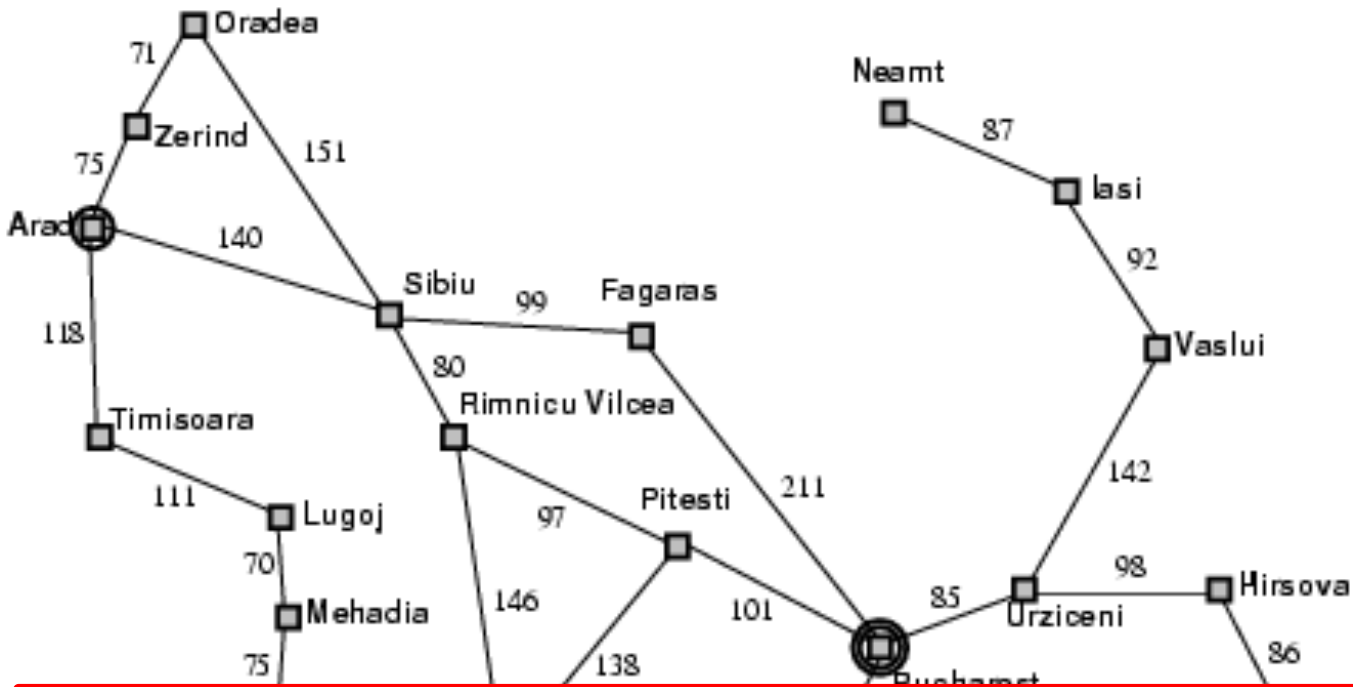 Oradea
71
Neamt
87
Zerind
151
75
Iasi
Arad
140
92
Sibiu
99
Fagaras
118
Vaslui
80
Rimnicu Vilcea
Timisoara
142
111
Pitesti
211
97
Lugoj
70
98
Hirsova
146
101
85
Mehadia
Urziceni
75
138
86